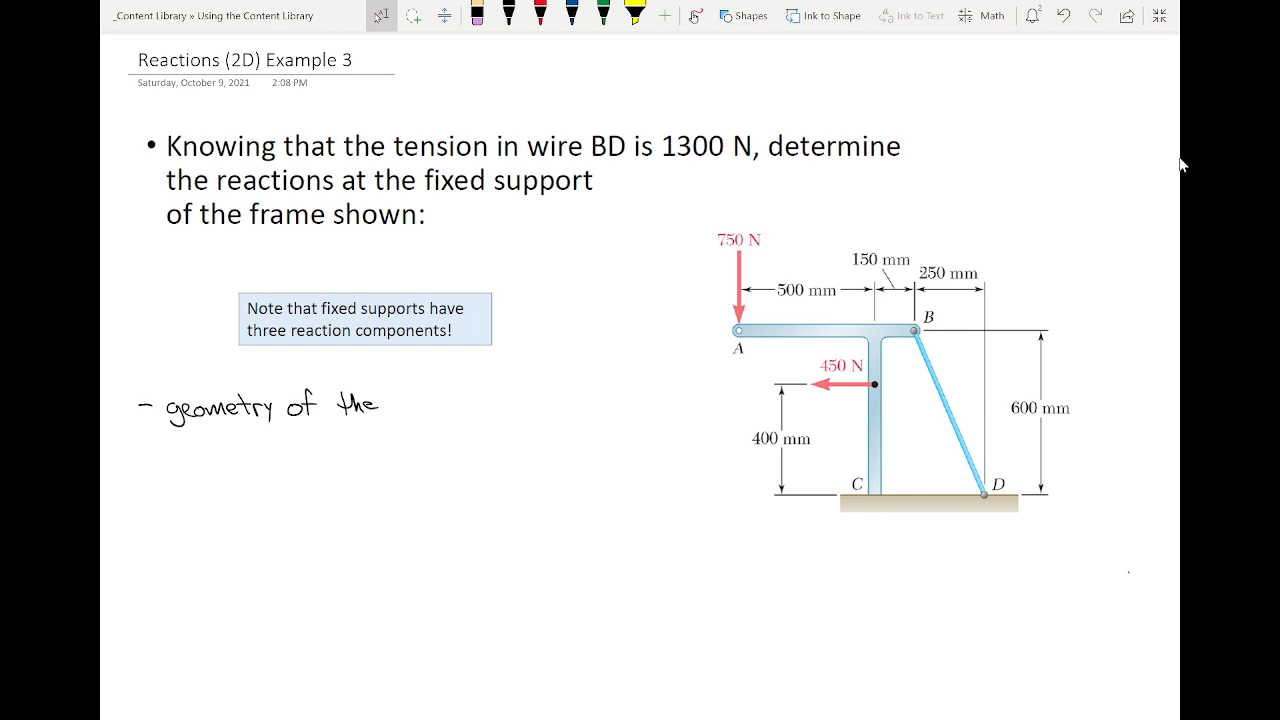 _Content Library » Using the Content Library
Shapes
Ink to Shape
Ink to Text
Math
Reactions (2D) Example 3
Saturday, October 9, 2021 2:08 PM
• Knowing that the tension in wire BD is 1300 N, determine
the reactions at the fixed support
of the frame shown:
750 N
150 mm
250 mm
500 mm
Note that fixed supports have
three reaction components!
B
A
450 N
- geometry of the
600 mm
400 mm
C
D